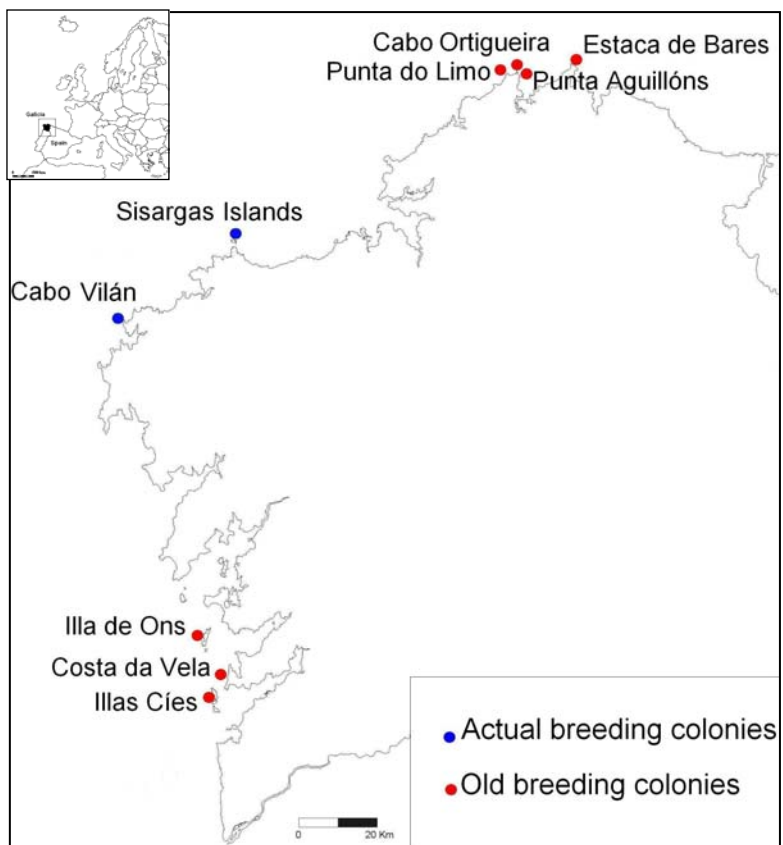 Galicia
Spain
Cabo Ortigueira
Estaca de Bares
Punta do Limo
Punta Aguillóns
Sisargas Islands
Cabo Vilán
Illa de Ons
Costa da Vela
Illas Cíes
Actual breeding colonies
Old breeding colonies
0
20 Km